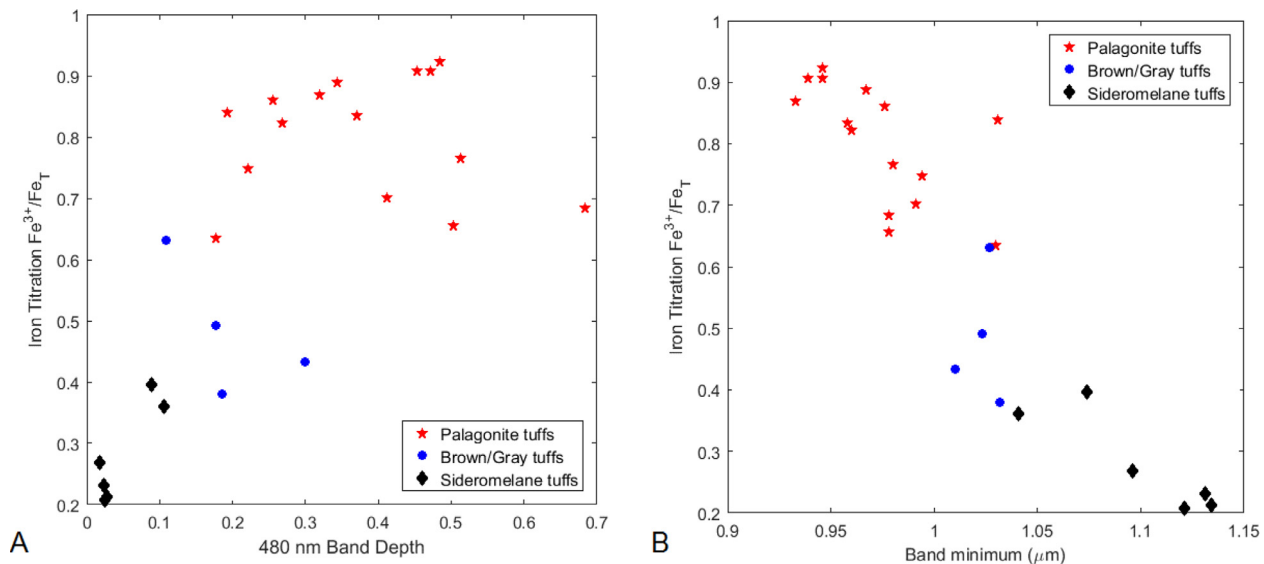 1
0.9
0.8
0.7
0.6
0.5
0.4
0.3
0.2
Iron Titration Fe3+/FeT
0 0.1 0.2 0.3 0.4 0.5 0.6 0.7
480 nm Band Depth
Palagonite tuffs
Brown/Gray tuffs
Sideromelane tuffs
A
1
0.9
0.8
0.7
0.6
0.5
0.4
0.3
0.2
Iron Titration Fe3+/FeT
0.9 0.95 1 1.05 1.1 1.15
Band minimum (μm)
Palagonite tuffs
Brown/Gray tuffs
Sideromelane tuffs
B